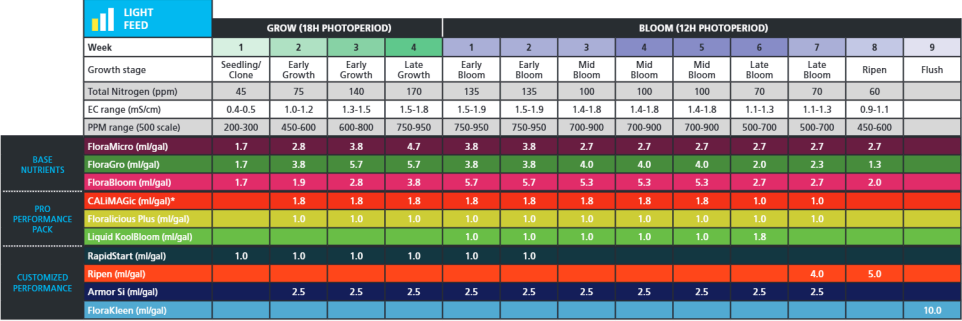 LIGHT
FEED
GROW (18H PHOTOPERIOD) BLOOM (12H PHOTOPERIOD)
Week 1 2 3 4 1 2 3 4 5 6 7 8 9
Growth stage Seedling/ Clone Early Growth Early Growth Late Growth Early Bloom Early Bloom Mid Bloom Mid Bloom Mid Bloom Late Bloom Late Bloom Ripen Flush
Total Nitrogen (ppm) 45 75 140 170 135 135 100 100 100 70 70 60
EC range (mS/cm) 0.4-0.5 1.0-1.2 1.3-1.5 1.5-1.8 1.5-1.9 1.5-1.9 1.4-1.8 1.4-1.8 1.4-1.8 1.1-1.3 1.1-1.3 0.9-1.1
PPM range (500 scale) 200-300 450-600 600-800 750-950 750-950 750-950 700-900 700-900 700-900 500-700 500-700 450-600
BASE
NUTRIENTS
FloraMicro (ml/gal) 1.7 2.8 3.8 4.7 3.8 3.8 2.7 2.7 2.7 2.7 2.7 2.7
FloraGro (ml/gal) 1.7 3.8 5.7 5.7 3.8 3.8 4.0 4.0 4.0 2.0 2.3 1.3
FloraBloom (ml/gal) 1.7 1.9 2.8 3.8 5.7 5.7 5.3 5.3 5.3 2.7 2.7 2.0
PRO
PERFORMANCE
PACK
CALiMAGic (ml/gal)* 1.8 1.8 1.8 1.8 1.8 1.8 1.8 1.8 1.0 1.0
Floralicious Plus (ml/gal) 1.0 1.0 1.0 1.0 1.0 1.0 1.0 1.0 1.0 1.0
Liquid KoolBloom (ml/gal) 1.0 1.0 1.0 1.0 1.0 1.8
CUSTOMIZED
PERFORMANCE
RapidStart (ml/gal) 1.0 1.0 1.0 1.0 1.0 1.0
Ripen (ml/gal) 4.0 5.0
Armor Si (ml/gal) 2.5 2.5 2.5 2.5 2.5 2.5 2.5 2.5 2.5 2.5
FloraKleen (ml/gal) 10.0